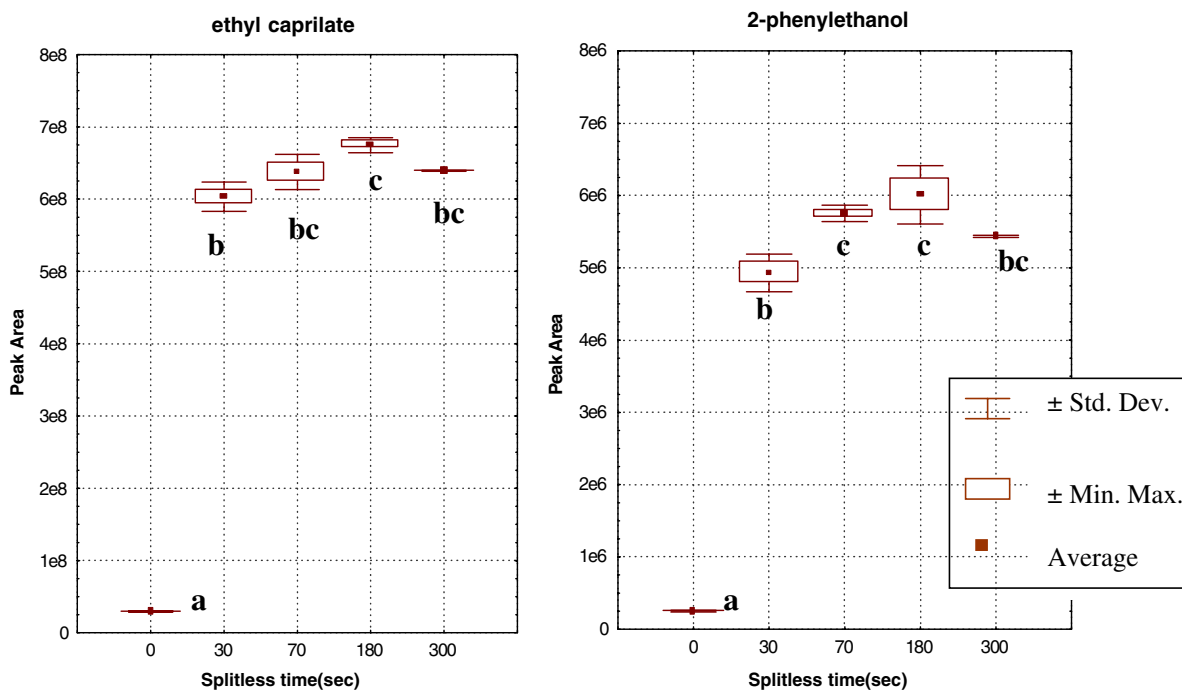 ethyl caprilate
8e8
7e8
6e8
5e8
4e8
3e8
2e8
1e8
0
Peak Area
a
b
bc
c
bc
0 30 70 180 300
Splitless time(sec)
2-phenylethanol
8e6
7e6
6e6
5e6
4e6
3e6
2e6
1e6
0
Peak Area
a
b
c
c
bc
0 30 70 180 300
Splitless time(sec)
± Std. Dev.
± Min. Max.
Average